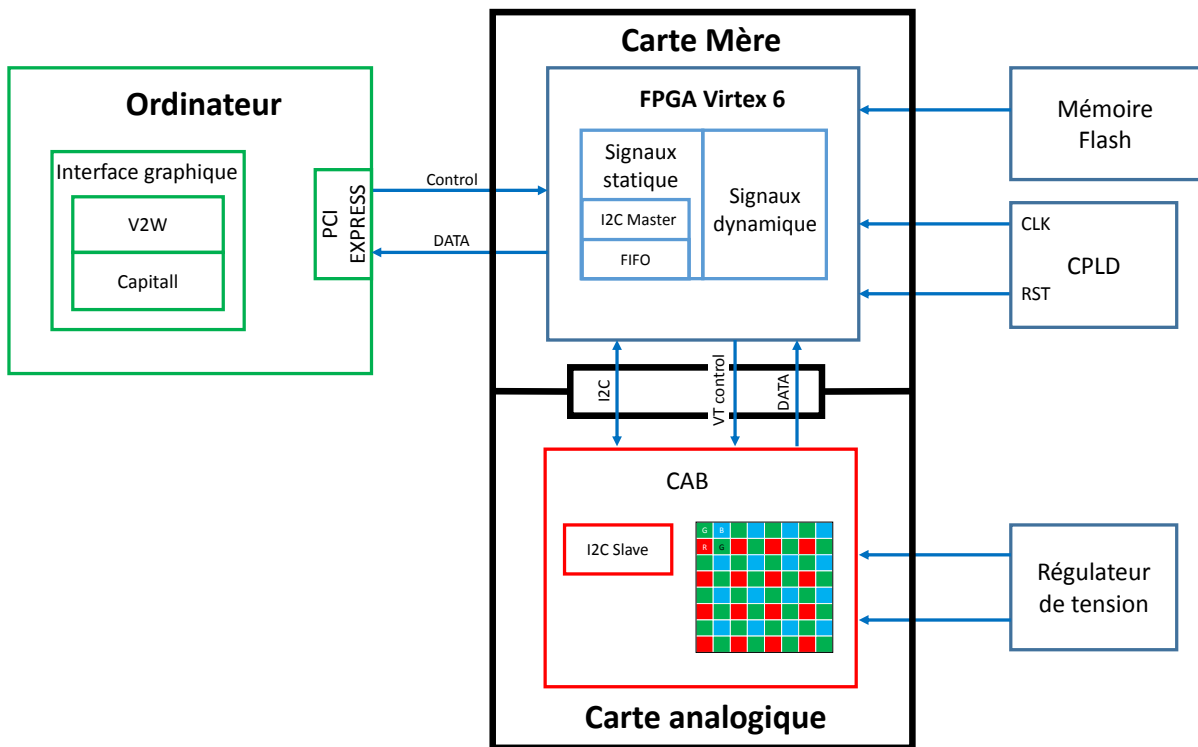 Carte Mère
Ordinateur
Interface graphique
V2W
Capitall
PCI
EXPRESS
Control
DATA
FPGA Virtex 6
Signaux
statique
I2C Master
FIFO
Signaux
dynamique
Mémoire
Flash
CLK
CPLD
RST
I2C
VT control
DATA
CAB
I2C Slave
G B
R G
Régulateur
de tension
Carte analogique